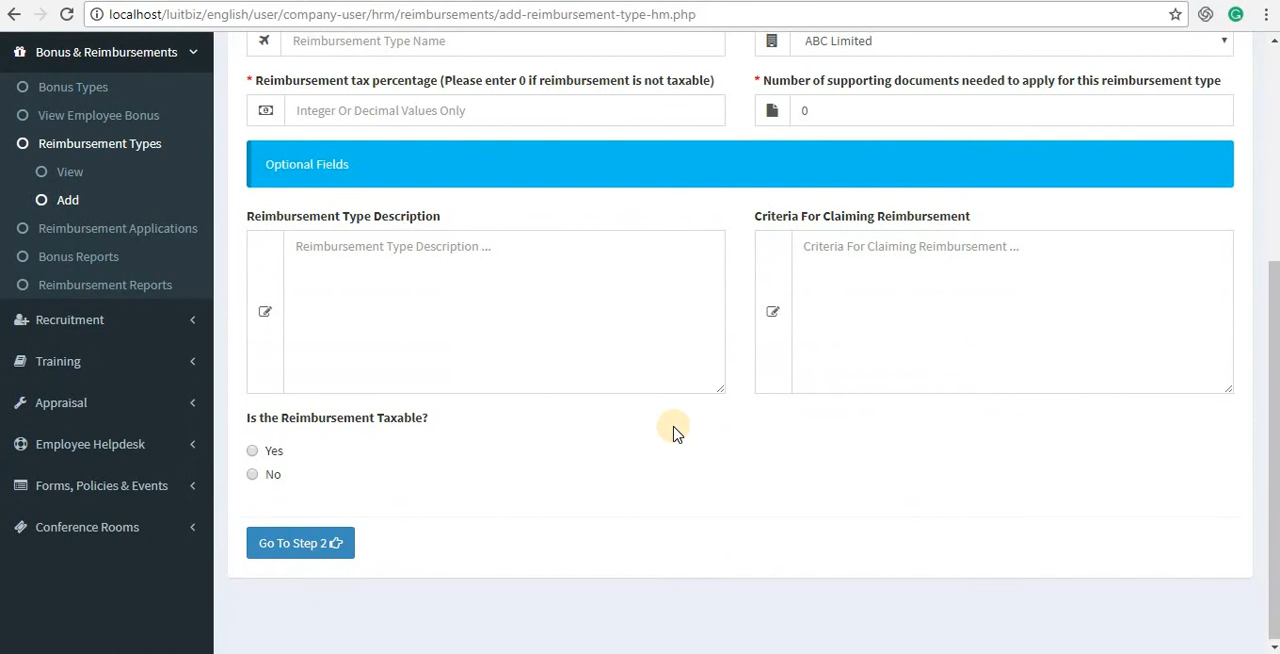 localhost/luitbiz/english/user/company-user/hrm/reimbursements/add-reimbursement-type-hm.php
Bonus & Reimbursements
Bonus Types
View Employee Bonus
Reimbursement Types
View
Add
Reimbursement Applications
Bonus Reports
Reimbursement Reports
Recruitment
Training
Appraisal
Employee Helpdesk
Forms, Policies & Events
Conference Rooms
Reimbursement Type Name
ABC Limited
* Reimbursement tax percentage (Please enter 0 if reimbursement is not taxable)
Integer Or Decimal Values Only
* Number of supporting documents needed to apply for this reimbursement type
0
Optional Fields
Reimbursement Type Description
Reimbursement Type Description ...
Criteria For Claiming Reimbursement
Criteria For Claiming Reimbursement ...
Is the Reimbursement Taxable?
Yes
No
Go To Step 2